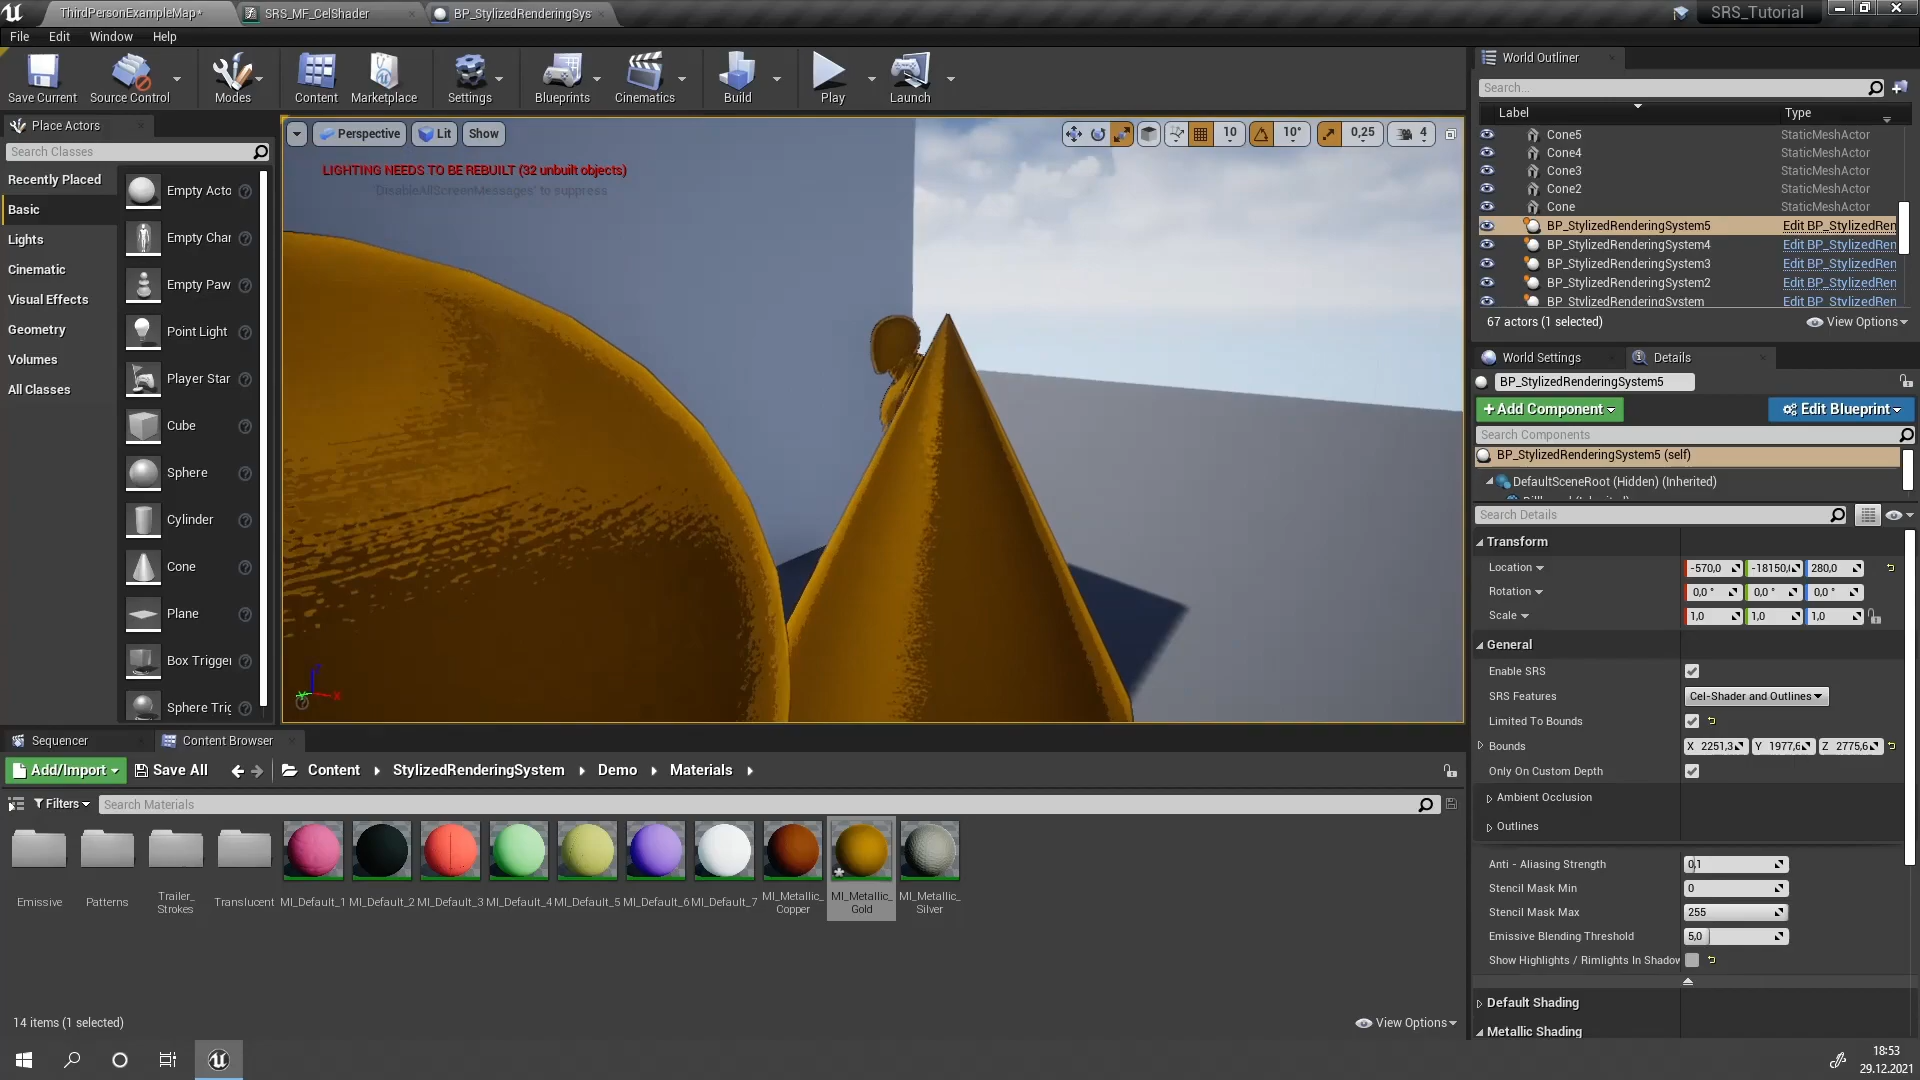 ThirdPersonExampleMap*
SRS_MF_CelShader
BP_StylizedRenderingSys
SRS_Tutorial
File
Edit
Window
Help
Save Current
Source Control
Modes
Content
Marketplace
Settings
Blueprints
Cinematics
Build
Play
Launch
Place Actors
Search Classes
Recently Placed
Basic
Lights
Cinematic
Visual Effects
Geometry
Volumes
All Classes
Empty Acto
Empty Char
Empty Paw
Point Light
Player Star
Cube
Sphere
Cylinder
Cone
Plane
Box Trigger
Sphere Trig
Perspective
Lit
Show
10
10°
0,25
4
LIGHTING NEEDS TO BE REBUILT (32 unbuilt objects)
'DisableAllScreenMessages' to suppress
World Outliner
Search...
Label
Type
Cone5
StaticMeshActor
Cone4
StaticMeshActor
Cone3
StaticMeshActor
Cone2
StaticMeshActor
Cone
StaticMeshActor
BP_StylizedRenderingSystem5
Edit BP_StylizedRen
BP_StylizedRenderingSystem4
Edit BP_StylizedRen
BP_StylizedRenderingSystem3
Edit BP_StylizedRen
BP_StylizedRenderingSystem2
Edit BP_StylizedRen
BP_StylizedRenderingSystem
Edit BP_StylizedRen
67 actors (1 selected)
View Options
World Settings
Details
BP_StylizedRenderingSystem5
+Add Component
Edit Blueprint
Search Components
BP_StylizedRenderingSystem5 (self)
DefaultSceneRoot (Hidden) (Inherited)
Search Details
Transform
Location
-570,0
-18150,
280,0
Rotation
0,0 °
0,0 °
0,0 °
Scale
1,0
1,0
1,0
General
Enable SRS
SRS Features
Cel-Shader and Outlines
Limited To Bounds
Bounds
X 2251,3
Y 1977,6
Z 2775,6
Only On Custom Depth
Ambient Occlusion
Outlines
Anti - Aliasing Strength
0,1
Stencil Mask Min
0
Stencil Mask Max
255
Emissive Blending Threshold
5,0
Show Highlights / Rimlights In Shadow
Default Shading
Metallic Shading
Sequencer
Content Browser
Add/Import
Save All
Content
StylizedRenderingSystem
Demo
Materials
Filters
Search Materials
Emissive
Patterns
Trailer_
Strokes
Translucent
MI_Default_1
MI_Default_2
MI_Default_3
MI_Default_4
MI_Default_5
MI_Default_6
MI_Default_7
MI_Metallic_
Copper
MI_Metallic_
Gold
MI_Metallic_
Silver
14 items (1 selected)
View Options
18:53
29.12.2021